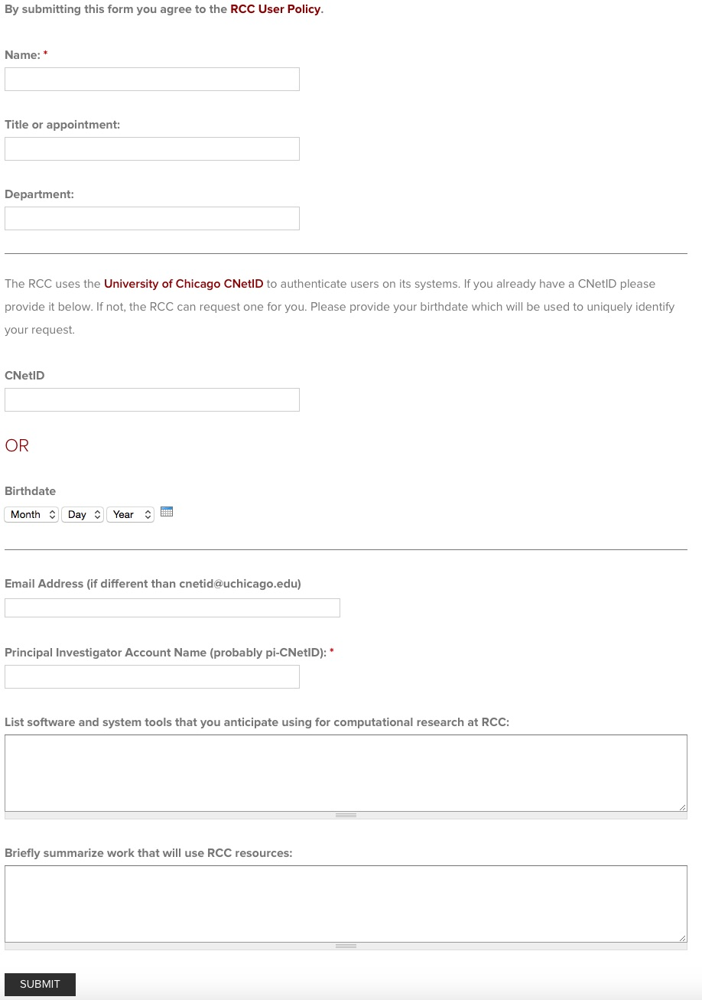 By submitting this form you agree to the RCC User Policy.
Name: *
Title or appointment:
Department:
The RCC uses the University of Chicago CNetID to authenticate users on its systems. If you already have a CNetID please
provide it below. If not, the RCC can request one for you. Please provide your birthdate which will be used to uniquely identify
your request.
CNetID
OR
Birthdate
Month Day Year
Email Address (if different than cnetid@uchicago.edu)
Principal Investigator Account Name (probably pi-CNetID): *
List software and system tools that you anticipate using for computational research at RCC:
Briefly summarize work that will use RCC resources:
SUBMIT